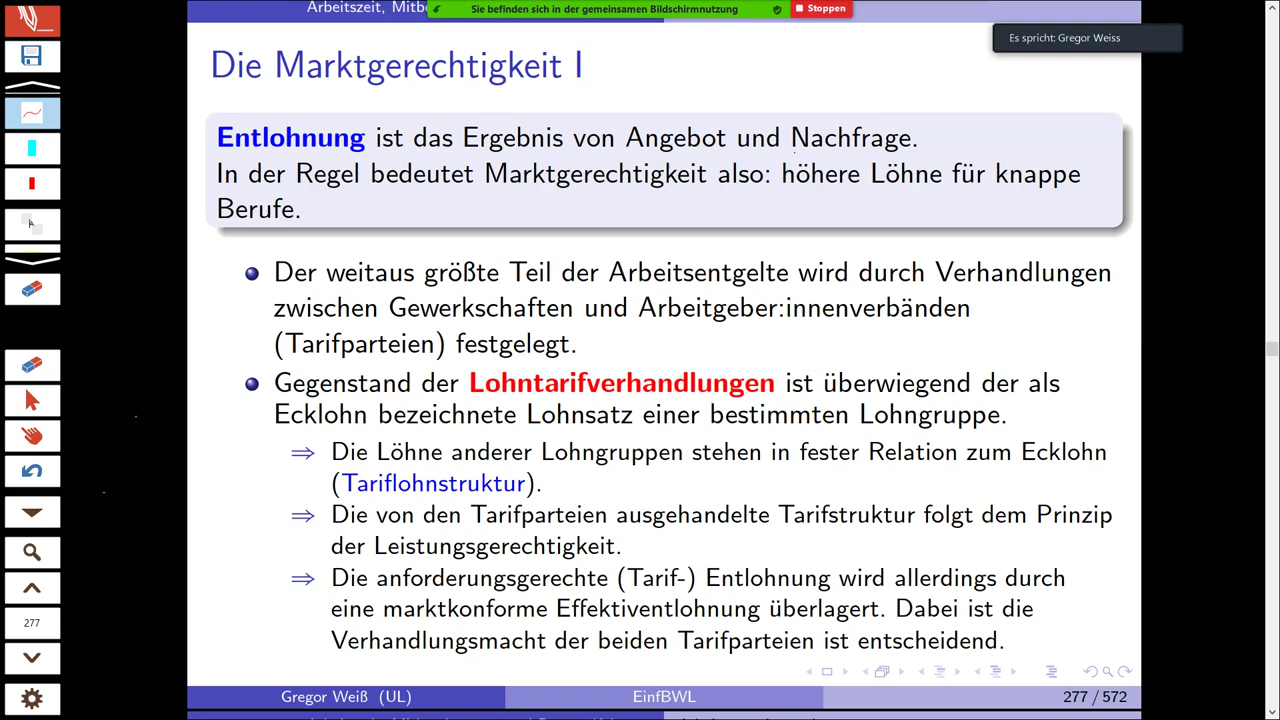 Arbeitszeit, Mitb
Sie befinden sich in der gemeinsamen Bildschirmnutzung
Stoppen
Es spricht: Gregor Weiss
Die Marktgerechtigkeit I
Entlohnung ist das Ergebnis von Angebot und Nachfrage.
In der Regel bedeutet Marktgerechtigkeit also: höhere Löhne für knappe
Berufe.
Der weitaus größte Teil der Arbeitsentgelte wird durch Verhandlungen
zwischen Gewerkschaften und Arbeitgeber:innenverbänden
(Tarifparteien) festgelegt.
Gegenstand der Lohntarifverhandlungen ist überwiegend der als
Ecklohn bezeichnete Lohnsatz einer bestimmten Lohngruppe.
⇒ Die Löhne anderer Lohngruppen stehen in fester Relation zum Ecklohn
(Tariflohnstruktur).
⇒ Die von den Tarifparteien ausgehandelte Tarifstruktur folgt dem Prinzip
der Leistungsgerechtigkeit.
⇒ Die anforderungsgerechte (Tarif-) Entlohnung wird allerdings durch
eine marktkonforme Effektiventlohnung überlagert. Dabei ist die
Verhandlungsmacht der beiden Tarifparteien ist entscheidend.
277
Gregor Weiß (UL)
EinfBWL
277 / 572